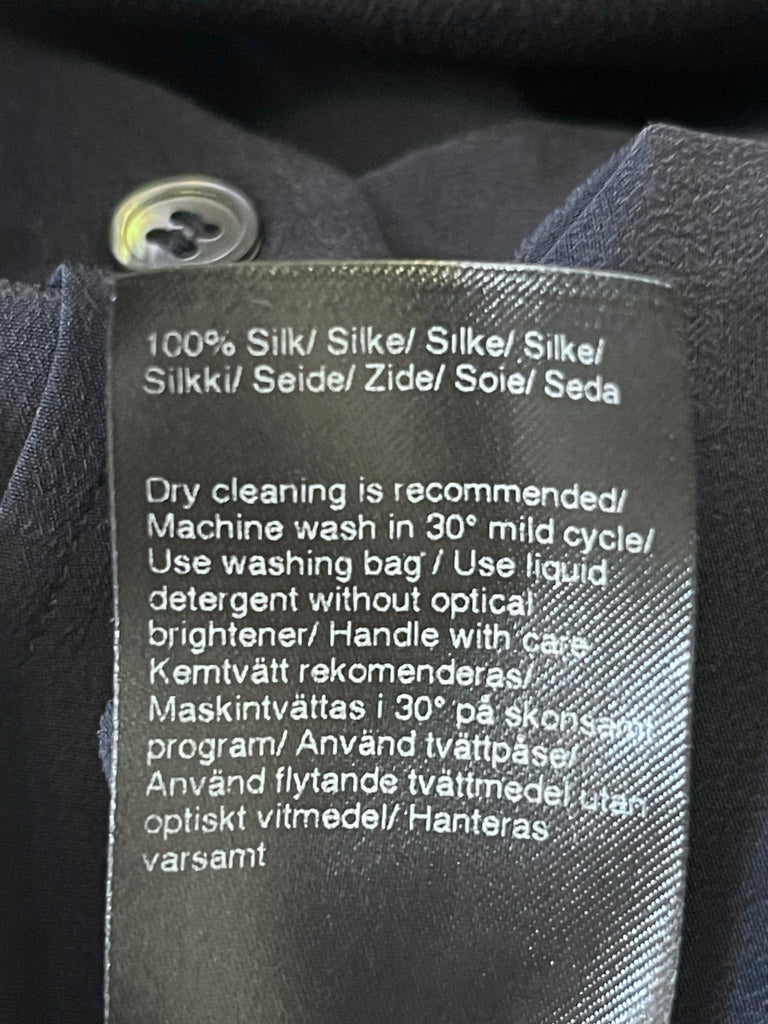 100% Silk/ Silke/ Silke/ Silke/
Silkki/ Seide/ Zide/ Soie/ Seda
Dry cleaning is recommended/
Machine wash in 30° mild cycle/
Use washing bag / Use liquid
detergent without optical
brightener/ Handle with care
Kemtvätt rekomenderas/
Maskintvättas i 30° på skonsamt
program/ Använd tvättpåse/
Använd flytande tvättmedel utan
optiskt vitmedel/ Hanteras
varsamt